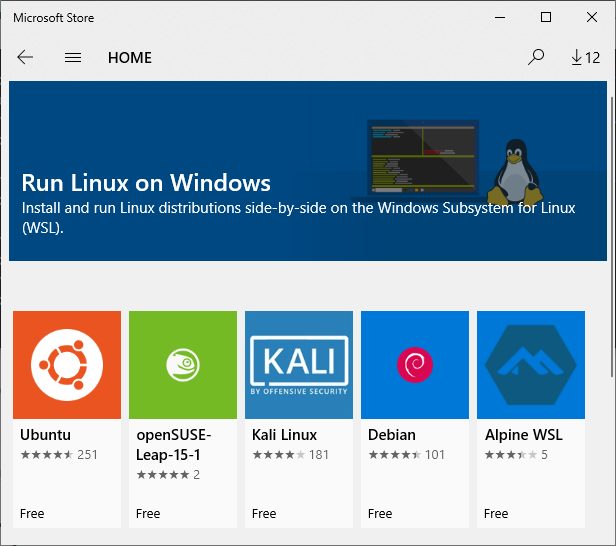 Microsoft Store
HOME
12
Run Linux on Windows
Install and run Linux distributions side-by-side on the Windows Subsystem for Linux
(WSL).
KALI
BY OFFENSIVE SECURITY
Ubuntu
251
Free
openSUSE-
Leap-15-1
2
Free
Kali Linux
181
Free
Debian
101
Free
Alpine WSL
5
Free